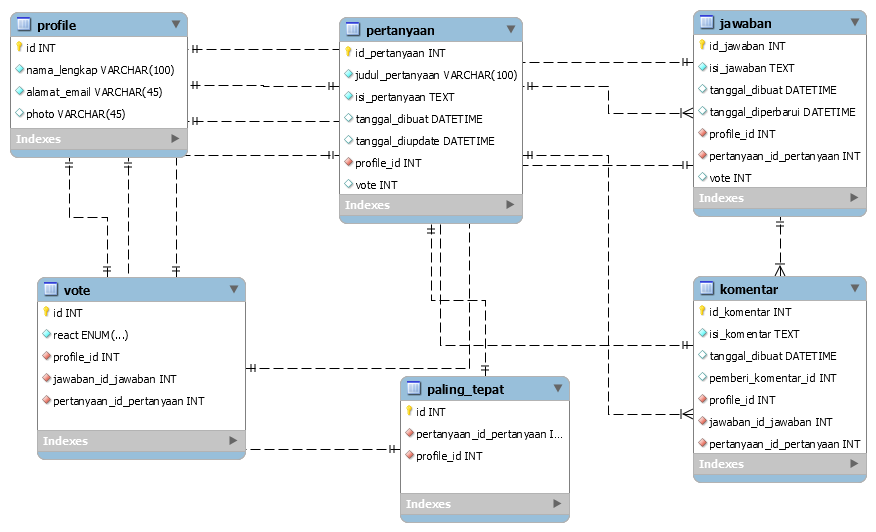 profile
id INT
nama_lengkap VARCHAR(100)
alamat_email VARCHAR(45)
photo VARCHAR(45)
Indexes
pertanyaan
id_pertanyaan INT
judul_pertanyaan VARCHAR(100)
isi_pertanyaan TEXT
tanggal_dibuat DATETIME
tanggal_diupdate DATETIME
profile_id INT
vote INT
Indexes
jawaban
id_jawaban INT
isi_jawaban TEXT
tanggal_dibuat DATETIME
tanggal_diperbarui DATETIME
profile_id INT
pertanyaan_id_pertanyaan INT
vote INT
Indexes
vote
id INT
react ENUM(...)
profile_id INT
jawaban_id_jawaban INT
pertanyaan_id_pertanyaan INT
Indexes
paling_tepat
id INT
pertanyaan_id_pertanyaan I...
profile_id INT
Indexes
komentar
id_komentar INT
isi_komentar TEXT
tanggal_dibuat DATETIME
pemberi_komentar_id INT
profile_id INT
jawaban_id_jawaban INT
pertanyaan_id_pertanyaan INT
Indexes